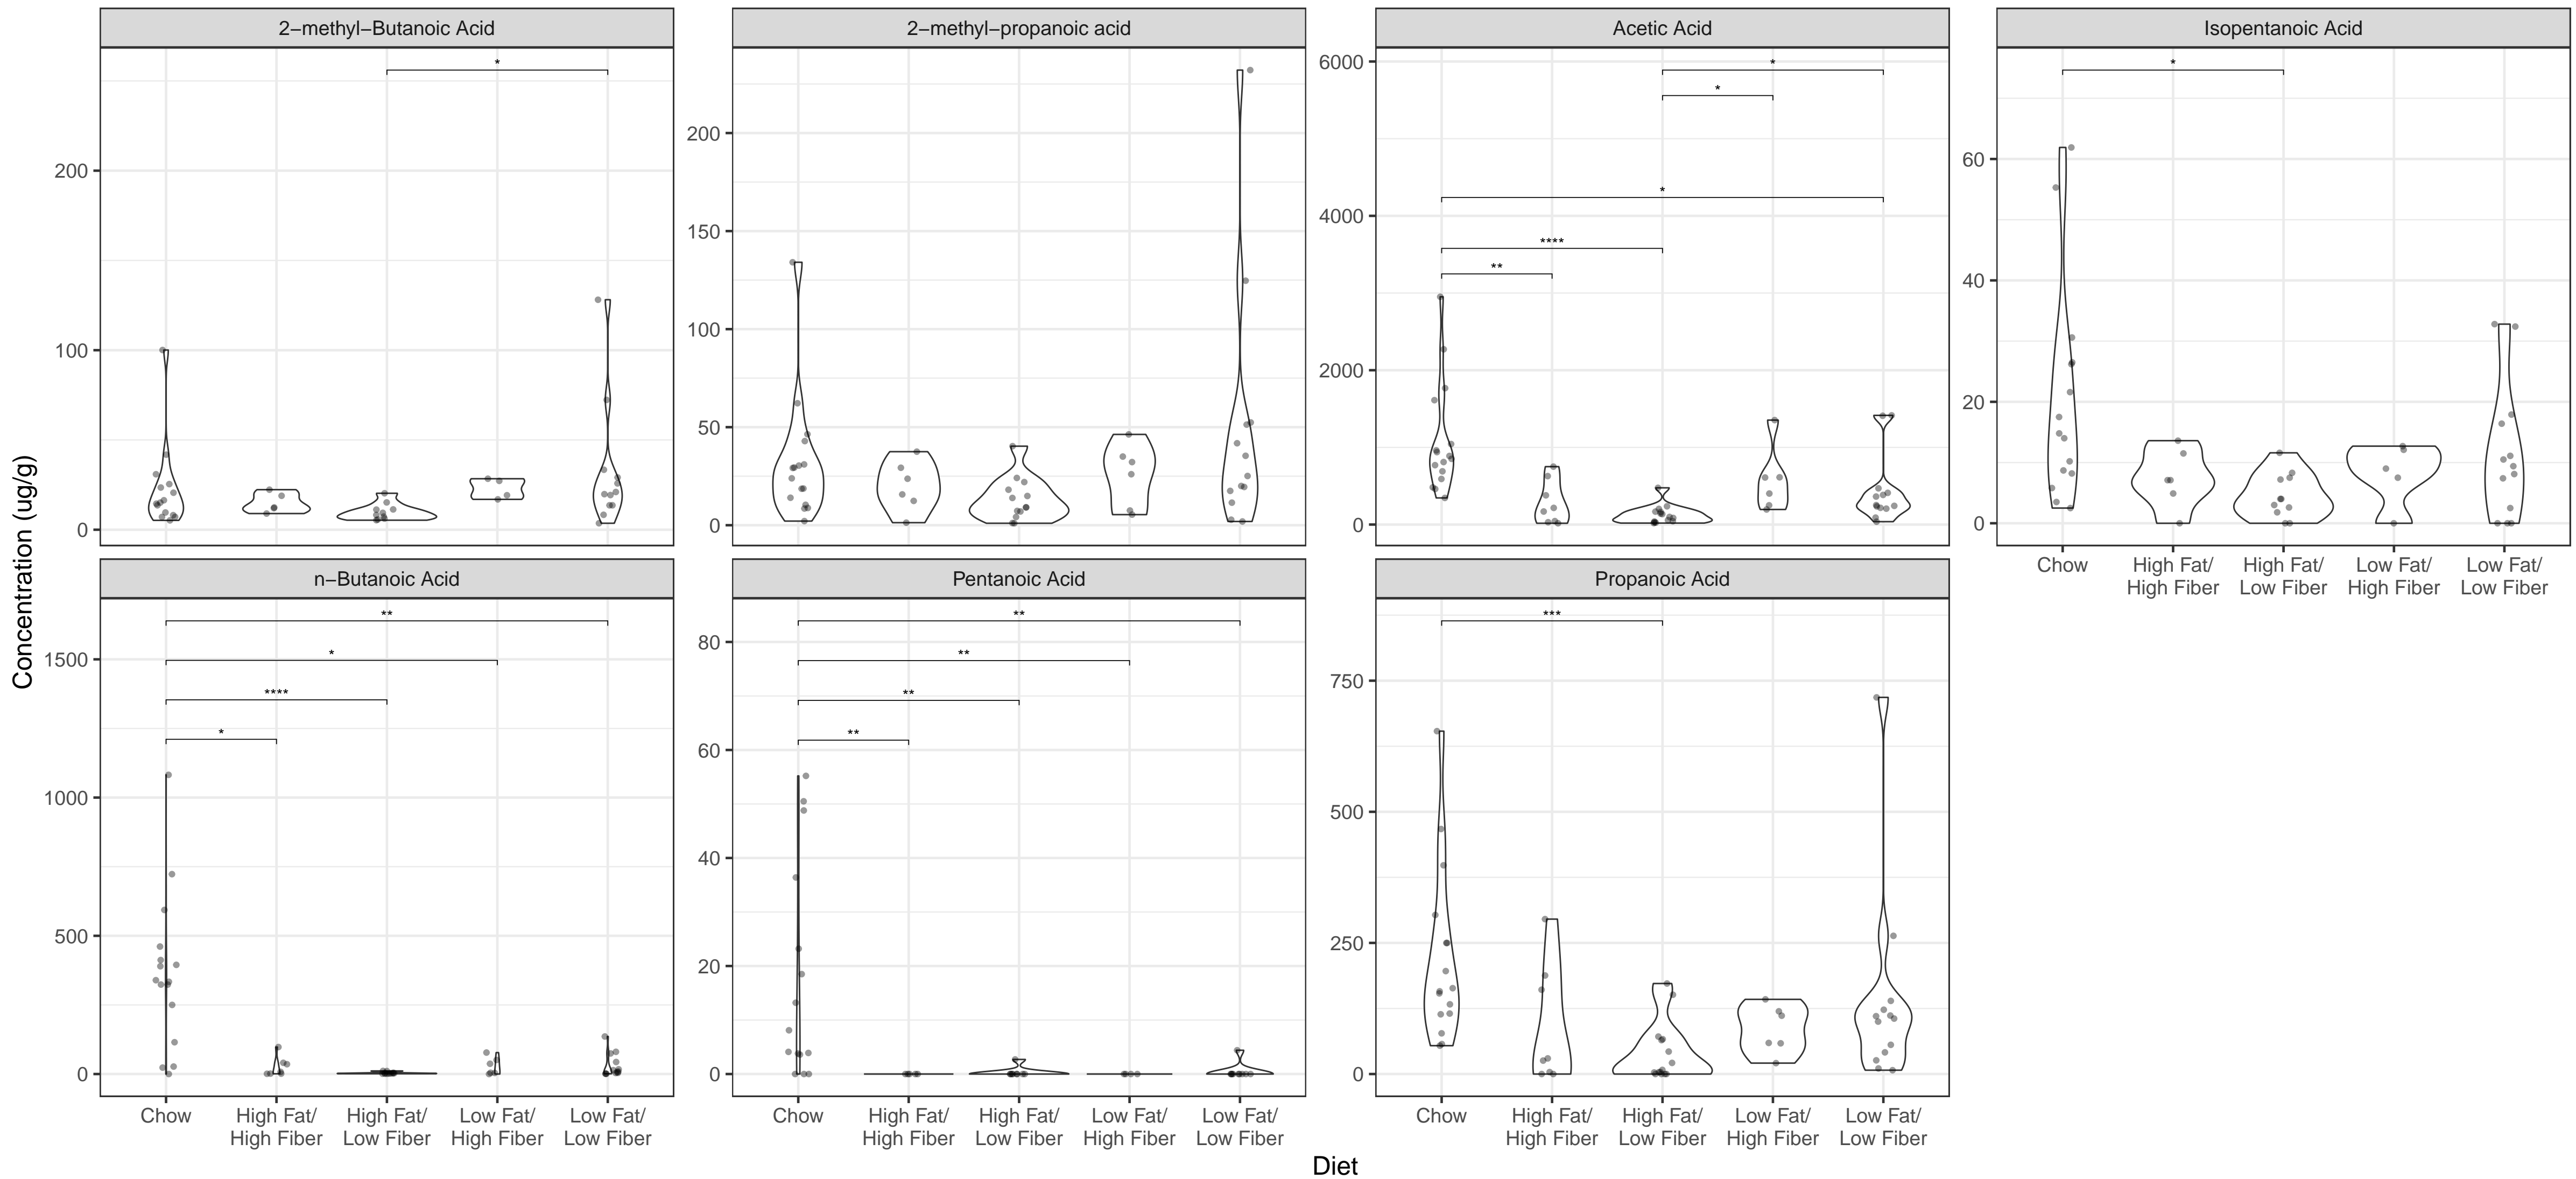 2−methyl−Butanoic Acid
2−methyl−propanoic acid
Acetic Acid
Isopentanoic Acid
Concentration (ug/g)
*
0
100
200
0
50
100
150
200
*
*
*
****
**
0
2000
4000
6000
*
0
20
40
60
Chow
High Fat/
High Fiber
High Fat/
Low Fiber
Low Fat/
High Fiber
Low Fat/
Low Fiber
n−Butanoic Acid
Pentanoic Acid
Propanoic Acid
**
*
****
*
0
500
1000
1500
**
**
**
**
0
20
40
60
80
***
0
250
500
750
Chow
High Fat/
High Fiber
High Fat/
Low Fiber
Low Fat/
High Fiber
Low Fat/
Low Fiber
Chow
High Fat/
High Fiber
High Fat/
Low Fiber
Low Fat/
High Fiber
Low Fat/
Low Fiber
Chow
High Fat/
High Fiber
High Fat/
Low Fiber
Low Fat/
High Fiber
Low Fat/
Low Fiber
Diet